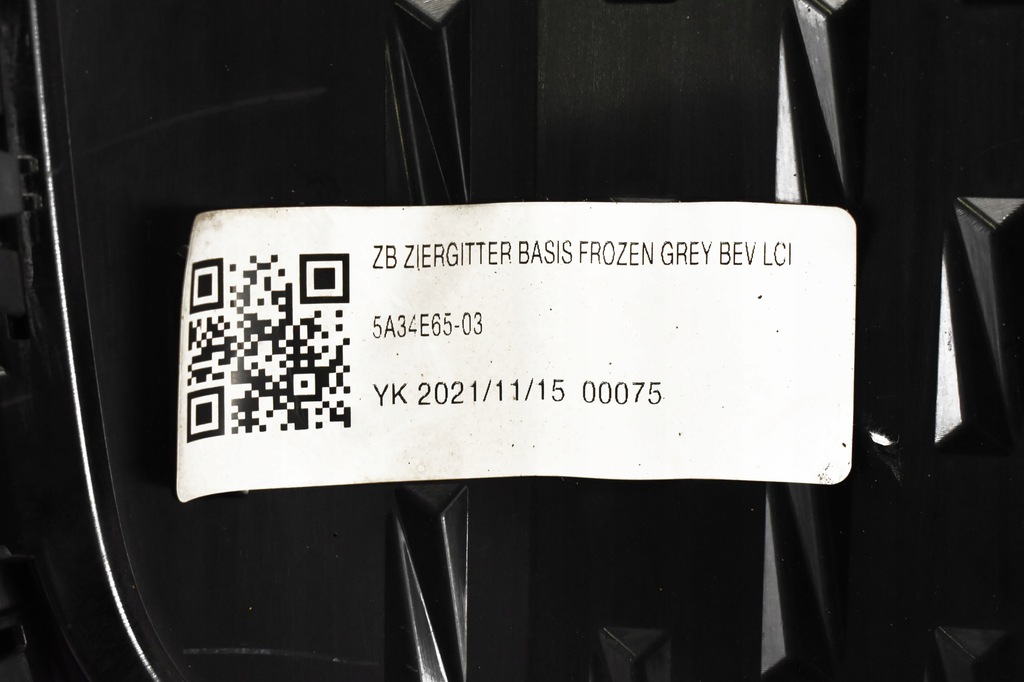 ZB ZIERGITTER BASIS FROZEN GREY BEV LCI
5A34E65-03
YK 2021/11/15 00075